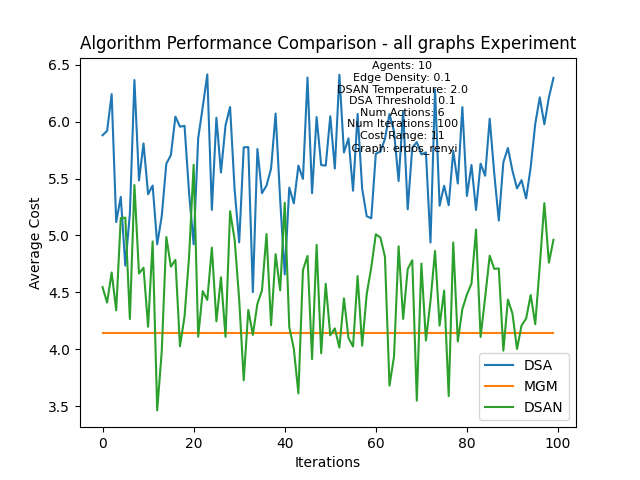 Algorithm Performance Comparison - all graphs Experiment
Agents: 10
Edge Density: 0.1
DSAN Temperature: 2.0
DSA Threshold: 0.1
Num Actions: 6
Num Iterations: 100
Cost Range: 11
Graph: erdos_renyi
Average Cost
6.5
6.0
5.5
5.0
4.5
4.0
3.5
0
20
40
60
80
100
Iterations
DSA
MGM
DSAN